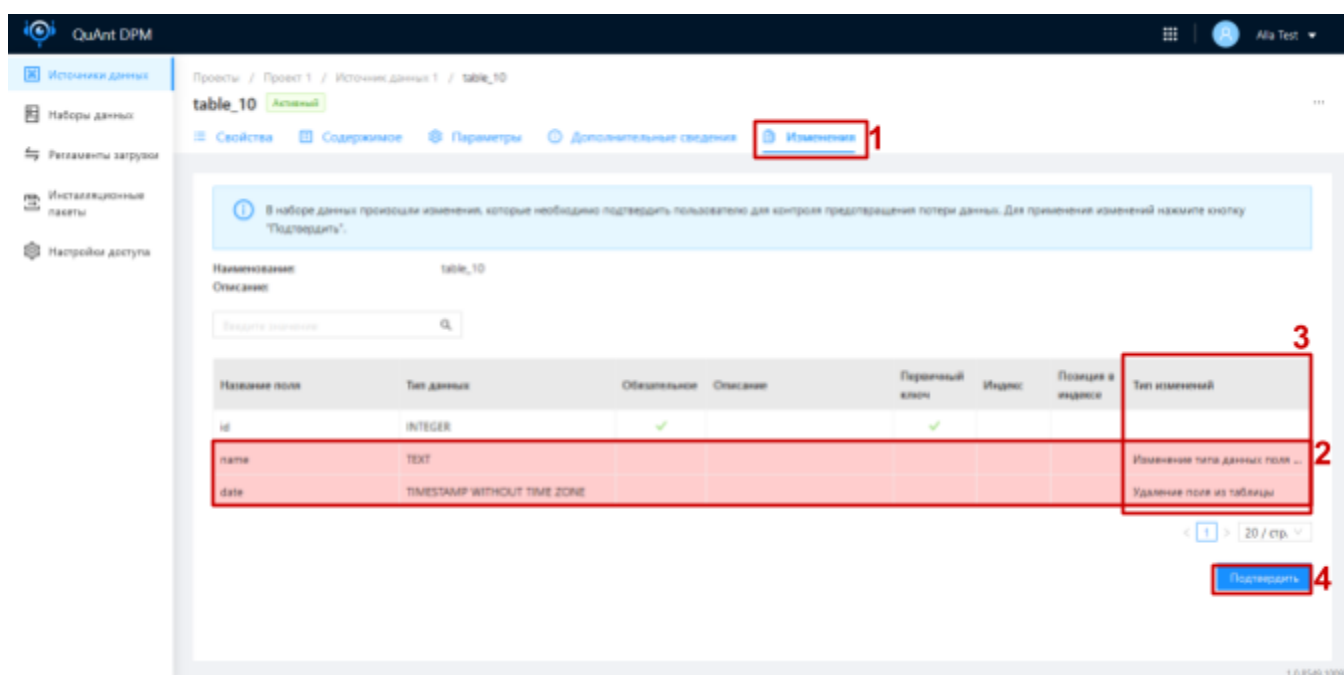 QuAnt DPM
Alla Test
Источники данных
Наборы данных
Регламенты загрузки
Инсталляционные
пакеты
Настройки доступа
Проекты / Проект 1 / Источник данных 1 / table_10
table_10 Активный
...
Свойства Содержимое Параметры Дополнительные сведения Изменения 1
В наборе данных произошли изменения, которые необходимо подтвердить пользователю для контроля предотвращения потери данных. Для применения изменений нажмите кнопку
"Подтвердить".
Наименование: table_10
Описание:
Введите значение
3
Название поля Тип данных Обязательное Описание Первичный ключ Индекс Позиция в индексе Тип изменений
id INTEGER
name TEXT Изменение типа данных поля ... 2
date TIMESTAMP WITHOUT TIME ZONE Удаление поля из таблицы
< 1 > 20 / стр.
Подтвердить 4